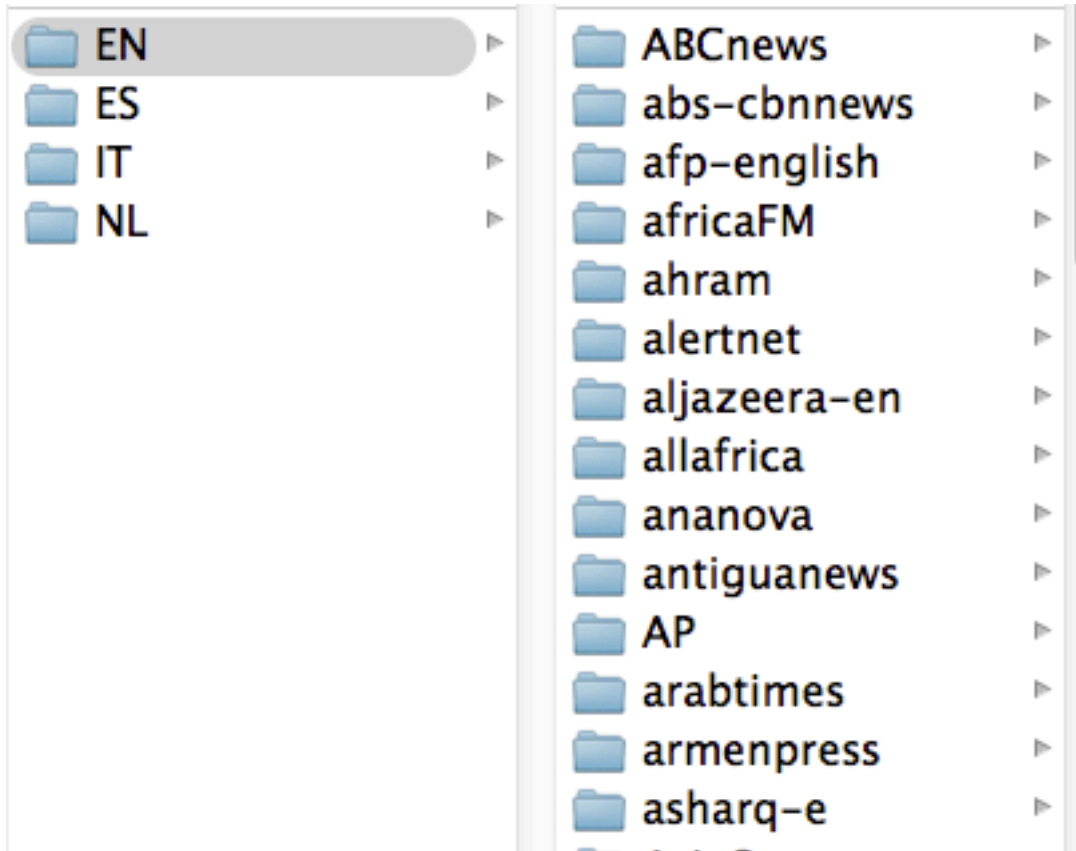 EN
ES
IT
NL
ABCnews
abs-cbnnews
afp-english
africaFM
ahram
alertnet
aljazeera-en
allafrica
ananova
antiguanews
AP
arabtimes
armenpress
asharq-e